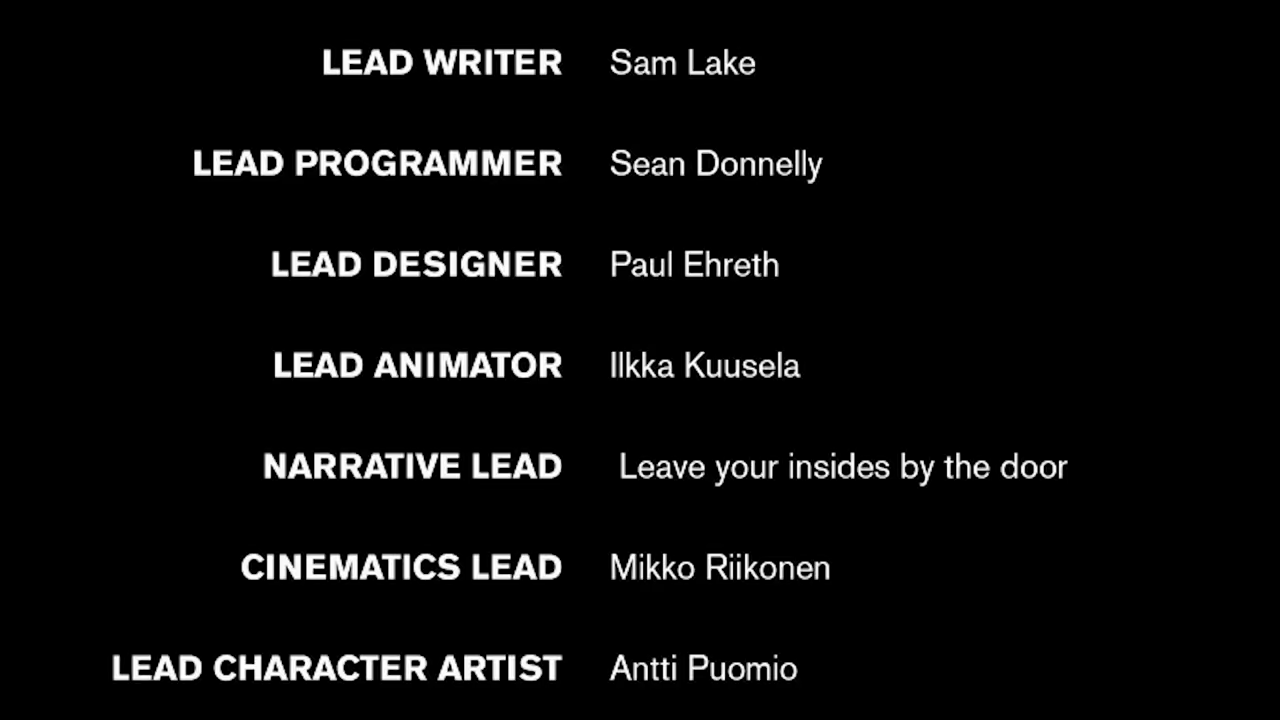 LEAD WRITER Sam Lake
LEAD PROGRAMMER Sean Donnelly
LEAD DESIGNER Paul Ehreth
LEAD ANIMATOR Ilkka Kuusela
NARRATIVE LEAD Leave your insides by the door
CINEMATICS LEAD Mikko Riikonen
LEAD CHARACTER ARTIST Antti Puomio